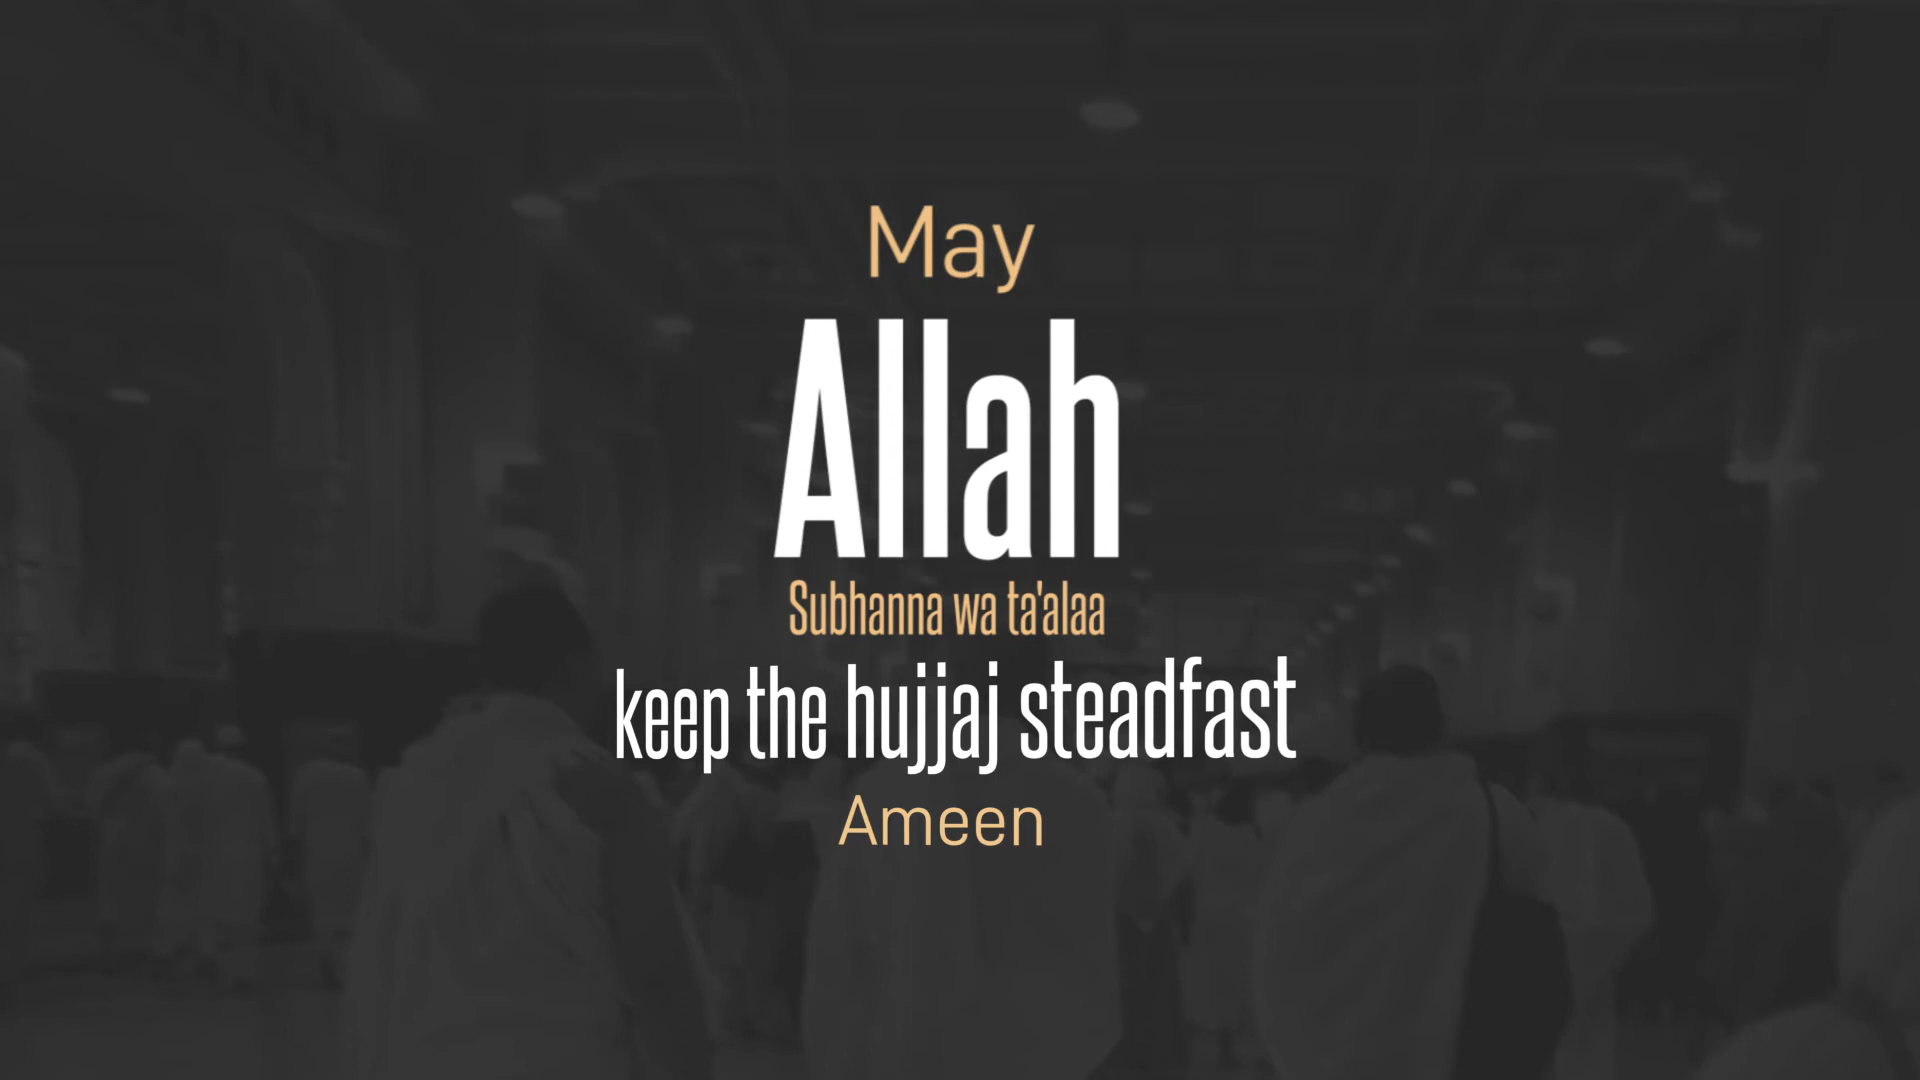 May
Allah
Subhanna wa ta'alaa
keep the hujjaj steadfast
Ameen